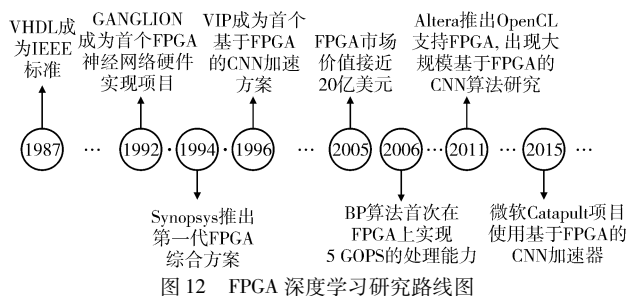 VHDL成
为IEEE
标准
GANGLION
成为首个FPGA
神经网络硬件
实现项目
VIP成为首个
基于FPGA
的CNN加速
方案
FPGA市场
价值接近
20亿美元
Altera推出OpenCL
支持FPGA, 出现大
规模基于FPGA的
CNN算法研究
1987 … 1992 · 1994 · 1996 … 2005 2006 … 2011 … 2015 …
Synopsys推出
第一代FPGA
综合方案
BP算法首次在
FPGA上实现
5 GOPS的处理能力
微软Catapult项目
使用基于FPGA的
CNN加速器
图 12 FPGA 深度学习研究路线图